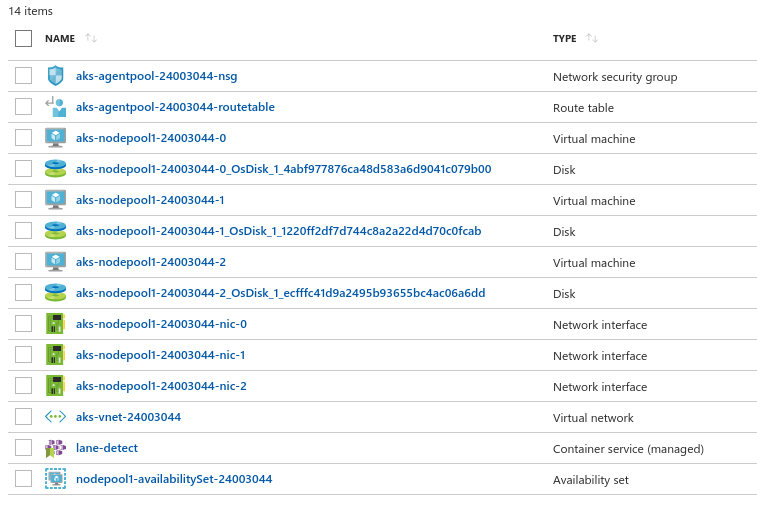 14 items
NAME ↑↓ TYPE ↑↓
aks-agentpool-24003044-nsg Network security group
aks-agentpool-24003044-routetable Route table
aks-nodepool1-24003044-0 Virtual machine
aks-nodepool1-24003044-0_OsDisk_1_4abf977876ca48d583a6d9041c079b00 Disk
aks-nodepool1-24003044-1 Virtual machine
aks-nodepool1-24003044-1_OsDisk_1_1220ff2df7d744c8a2a22d4d70c0fcab Disk
aks-nodepool1-24003044-2 Virtual machine
aks-nodepool1-24003044-2_OsDisk_1_ecfffc41d9a2495b93655bc4ac06a6dd Disk
aks-nodepool1-24003044-nic-0 Network interface
aks-nodepool1-24003044-nic-1 Network interface
aks-nodepool1-24003044-nic-2 Network interface
aks-vnet-24003044 Virtual network
lane-detect Container service (managed)
nodepool1-availabilitySet-24003044 Availability set